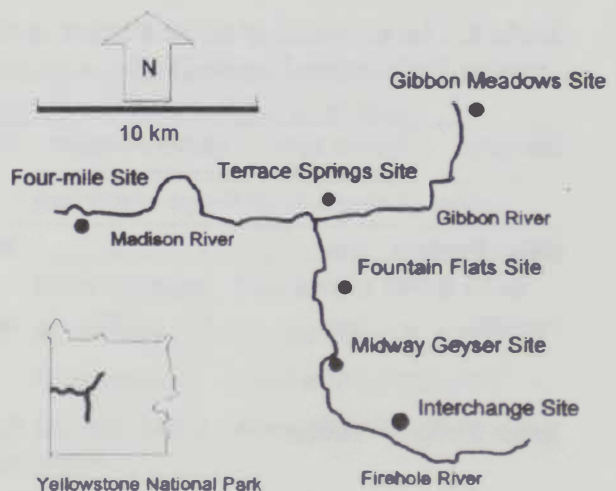 N
10 km
Gibbon Meadows Site
Terrace Springs Site
Four-mile Site
Gibbon River
Madison River
Fountain Flats Site
Midway Geyser Site
Interchange Site
Firehole River
Yellowstone National Park